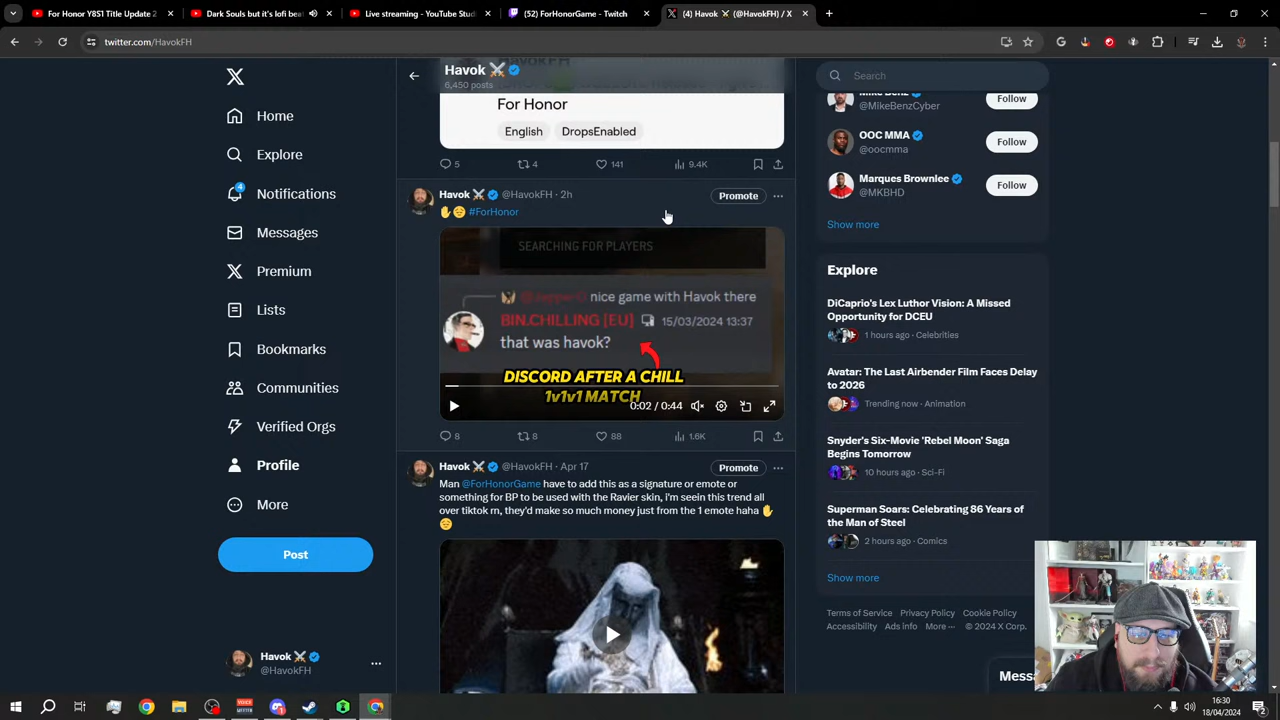 For Honor Y8S1 Title Update 2
Dark Souls but it's lofi beat
Live streaming - YouTube Stud
(52) ForHonorGame - Twitch
(4) Havok ⚔️ (@HavokFH) / X
twitter.com/HavokFH
Havok ⚔️
6,450 posts
For Honor
English
DropsEnabled
5
4
141
9.4K
Home
Explore
4
Notifications
Messages
Premium
Lists
Bookmarks
Communities
Verified Orgs
Profile
More
Post
Havok ⚔️
@HavokFH
Havok ⚔️ @HavokFH · 2h
Promote
✋☺️ #ForHonor
SEARCHING FOR PLAYERS
nice game with Havok there
BIN.CHILLING [EU] 15/03/2024 13:37
that was havok?
DISCORD AFTER A CHILL
1v1v1 MATCH
0:02 / 0:44
8
8
88
1.6K
Havok ⚔️ @HavokFH · Apr 17
Promote
Man @ForHonorGame have to add this as a signature or emote or
something for BP to be used with the Ravier skin, i'm seein this trend all
over tiktok rn, they'd make so much money just from the 1 emote haha ✋
☺️
Search
Mike Benz
@MikeBenzCyber
Follow
OOC MMA
@oocmma
Follow
Marques Brownlee
@MKBHD
Follow
Show more
Explore
DiCaprio's Lex Luthor Vision: A Missed
Opportunity for DCEU
1 hours ago · Celebrities
Avatar: The Last Airbender Film Faces Delay
to 2026
Trending now · Animation
Snyder's Six-Movie 'Rebel Moon' Saga
Begins Tomorrow
10 hours ago · Sci-Fi
Superman Soars: Celebrating 86 Years of
the Man of Steel
2 hours ago · Comics
Show more
Terms of Service Privacy Policy Cookie Policy
Accessibility Ads info More ··· © 2024 X Corp.
Messa
16:30
18/04/2024
2